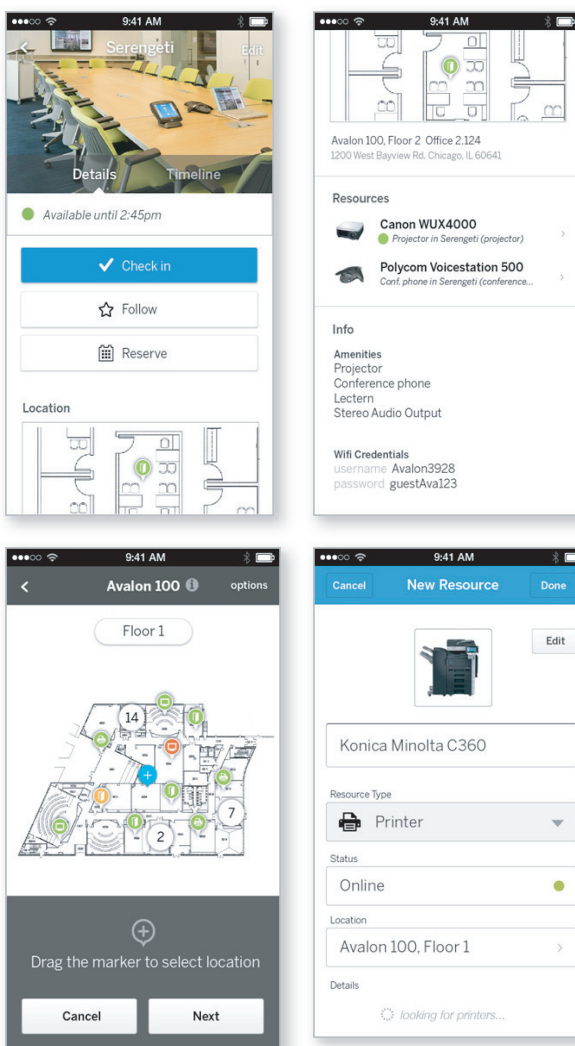 9:41 AM
Serengeti
Edit
Details
Timeline
Available until 2:45pm
Check in
Follow
Reserve
Location
9:41 AM
Avalon 100, Floor 2 Office 2.124
1200 West Bayview Rd. Chicago, IL 60641
Resources
Canon WUX4000
Projector in Serengeti (projector)
Polycom Voicestation 500
Conf. phone in Serengeti (conference...
Info
Amenities
Projector
Conference phone
Lectern
Stereo Audio Output
Wifi Credentials
username Avalon3928
password guestAva123
9:41 AM
Avalon 100
options
Floor 1
14
7
2
Drag the marker to select location
Cancel
Next
9:41 AM
Cancel
New Resource
Done
Edit
Konica Minolta C360
Resource Type
Printer
Status
Online
Location
Avalon 100, Floor 1
Details
looking for printers...